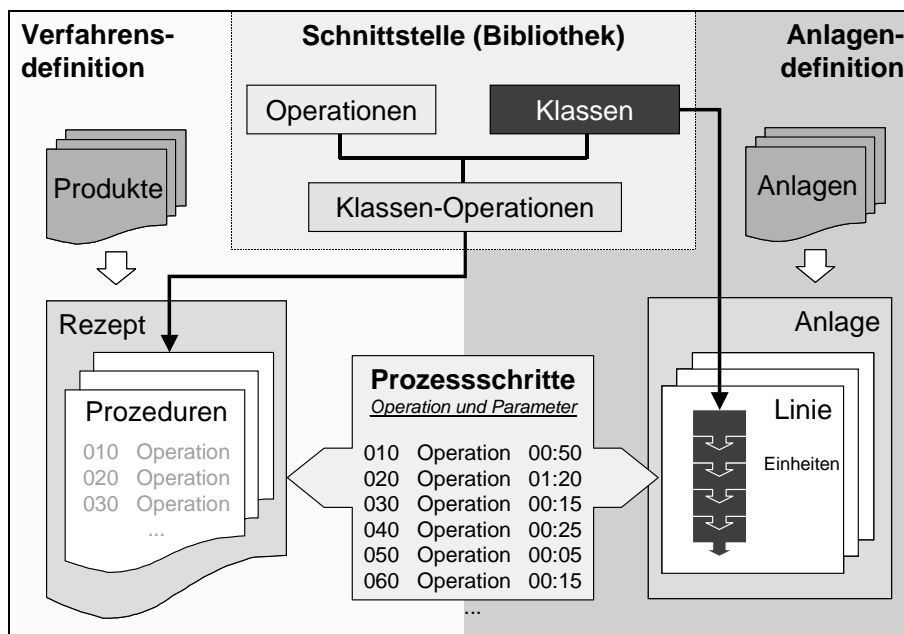 Verfahrens-
definition
Schnittstelle (Bibliothek)
Anlagen-
definition
Operationen
Klassen
Produkte
Anlagen
Klassen-Operationen
Rezept
Anlage
Prozeduren
010 Operation
020 Operation
030 Operation
...
Prozessschritte
Operation und Parameter
010 Operation 00:50
020 Operation 01:20
030 Operation 00:15
040 Operation 00:25
050 Operation 00:05
060 Operation 00:15
...
Linie
Einheiten